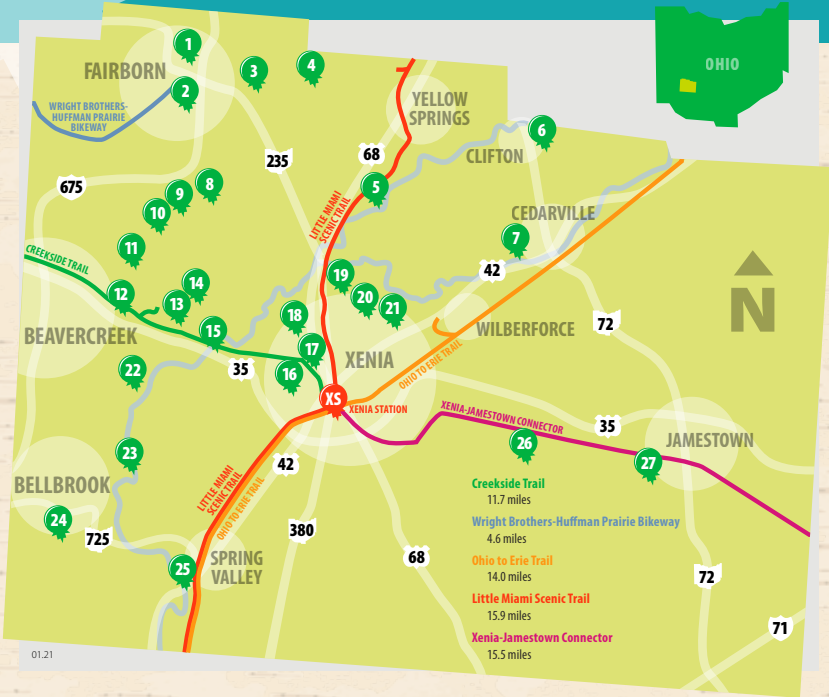 OHIO
1
FAIRBORN
2
3
4
WRIGHT BROTHERS-
HUFFMAN PRAIRIE
BIKEWAY
YELLOW
SPRINGS
6
CLIFTON
235
68
675
5
8
9
10
LITTLE MIAMI
SCENIC TRAIL
CEDARVILLE
7
11
CREEKSIDE TRAIL
42
N
12
13
14
19
20
21
18
15
BEAVERCREEK
WILBERFORCE
72
17
XENIA
OHIO TO ERIE TRAIL
22
35
16
XS
XENIA STATION
XENIA-JAMESTOWN CONNECTOR
35
26
JAMESTOWN
27
23
42
LITTLE MIAMI
SCENIC TRAIL
OHIO TO ERIE TRAIL
BELLBROOK
24
725
380
68
25
SPRING
VALLEY
Creekside Trail
11.7 miles
Wright Brothers-Huffman Prairie Bikeway
4.6 miles
Ohio to Erie Trail
14.0 miles
Little Miami Scenic Trail
15.9 miles
Xenia-Jamestown Connector
15.5 miles
72
71
01.21